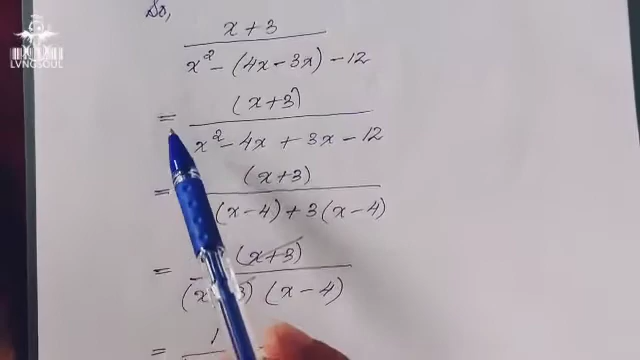 LVNGSOUL
So,
x + 3
x² - (4x - 3x) - 12
= (x+3)
x² - 4x + 3x - 12
= (x+3)
(x-4) + 3(x-4)
= (x+3)
(x 3) (x-4)
= 1